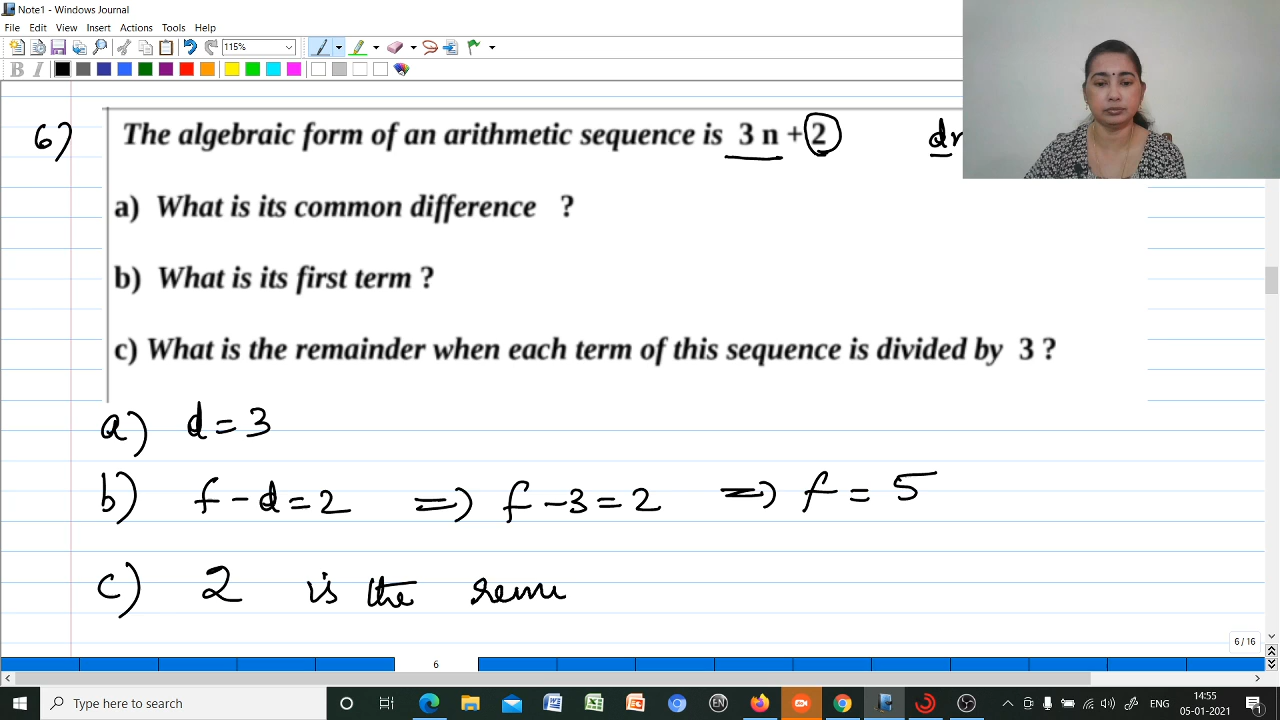 Note1 - Windows Journal
File Edit View Insert Actions Tools Help
115%
B I
6) The algebraic form of an arithmetic sequence is 3 n + 2
a) What is its common difference ?
b) What is its first term ?
c) What is the remainder when each term of this sequence is divided by 3 ?
a) d = 3
b) f - d = 2 => f - 3 = 2 => f = 5
c) 2 is the
6 / 16
6
Type here to search
ENG
14:55
05-01-2021